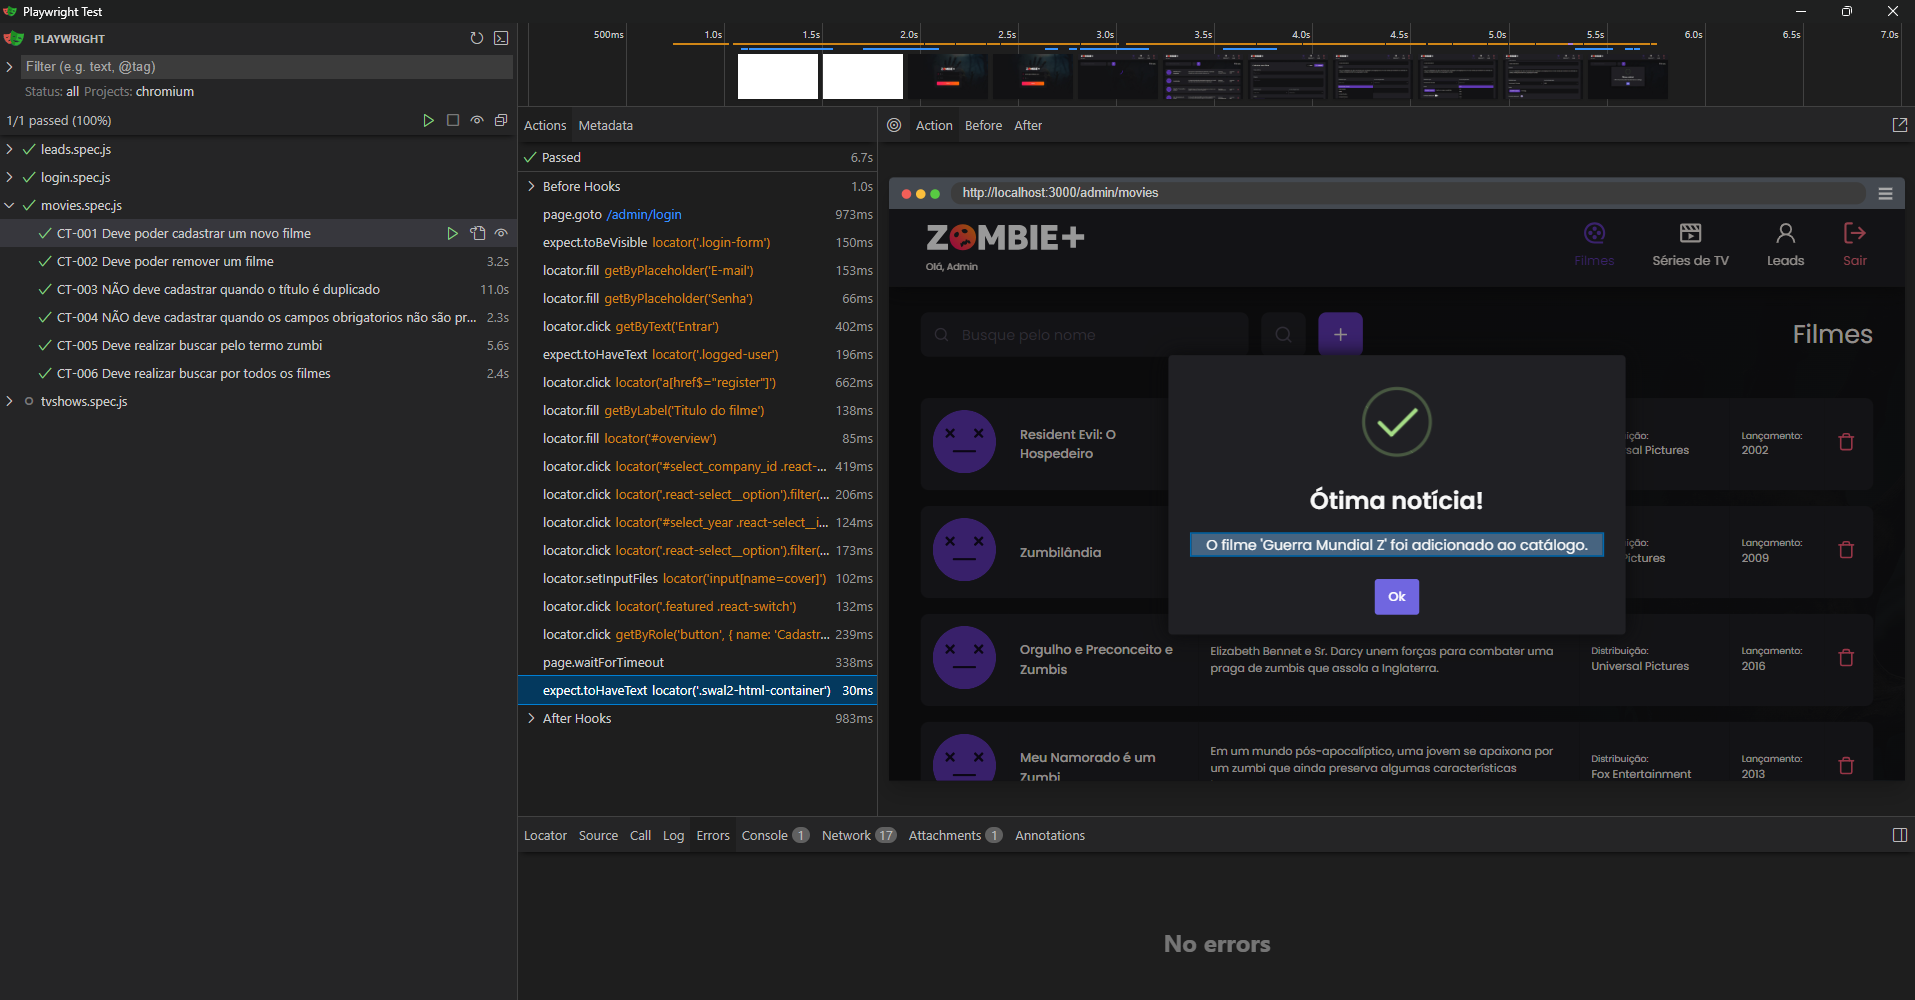 Playwright Test
PLAYWRIGHT
Filter (e.g. text, @tag)
Status: all Projects: chromium
1/1 passed (100%)
leads.spec.js
login.spec.js
movies.spec.js
CT-001 Deve poder cadastrar um novo filme
CT-002 Deve poder remover um filme 3.2s
CT-003 NÃO deve cadastrar quando o título é duplicado 11.0s
CT-004 NÃO deve cadastrar quando os campos obrigatorios não são pr... 2.3s
CT-005 Deve realizar buscar pelo termo zumbi 5.6s
CT-006 Deve realizar buscar por todos os filmes 2.4s
tvshows.spec.js
500ms 1.0s 1.5s 2.0s 2.5s 3.0s 3.5s 4.0s 4.5s 5.0s 5.5s 6.0s 6.5s 7.0s
Actions Metadata
Passed 6.7s
Before Hooks 1.0s
page.goto /admin/login 973ms
expect.toBeVisible locator('.login-form') 150ms
locator.fill getByPlaceholder('E-mail') 153ms
locator.fill getByPlaceholder('Senha') 66ms
locator.click getByText('Entrar') 402ms
expect.toHaveText locator('.logged-user') 196ms
locator.click locator('a[href$="register"]') 662ms
locator.fill getByLabel('Titulo do filme') 138ms
locator.fill locator('#overview') 85ms
locator.click locator('#select_company_id .react-... 419ms
locator.click locator('.react-select__option').filter(... 206ms
locator.click locator('#select_year .react-select__i... 124ms
locator.click locator('.react-select__option').filter(... 173ms
locator.setInputFiles locator('input[name=cover]') 102ms
locator.click locator('.featured .react-switch') 132ms
locator.click getByRole('button', { name: 'Cadastr... 239ms
page.waitForTimeout 338ms
expect.toHaveText locator('.swal2-html-container') 30ms
After Hooks 983ms
Action Before After
http://localhost:3000/admin/movies
ZOMBIE+
Olá, Admin
Filmes
Séries de TV
Leads
Sair
Busque pelo nome
+
Filmes
Resident Evil: O
Hospedeiro
ição:
sal Pictures
Lançamento:
2002
Zumbilândia
ição:
Pictures
Lançamento:
2009
Ótima notícia!
O filme 'Guerra Mundial Z' foi adicionado ao catálogo.
Ok
Orgulho e Preconceito e
Zumbis
Elizabeth Bennet e Sr. Darcy unem forças para combater uma
praga de zumbis que assola a Inglaterra.
Distribuição:
Universal Pictures
Lançamento:
2016
Meu Namorado é um
Zumbi
Em um mundo pós-apocalíptico, uma jovem se apaixona por
um zumbi que ainda preserva algumas características
Distribuição:
Fox Entertainment
Lançamento:
2013
Locator Source Call Log Errors Console 1 Network 17 Attachments 1 Annotations
No errors